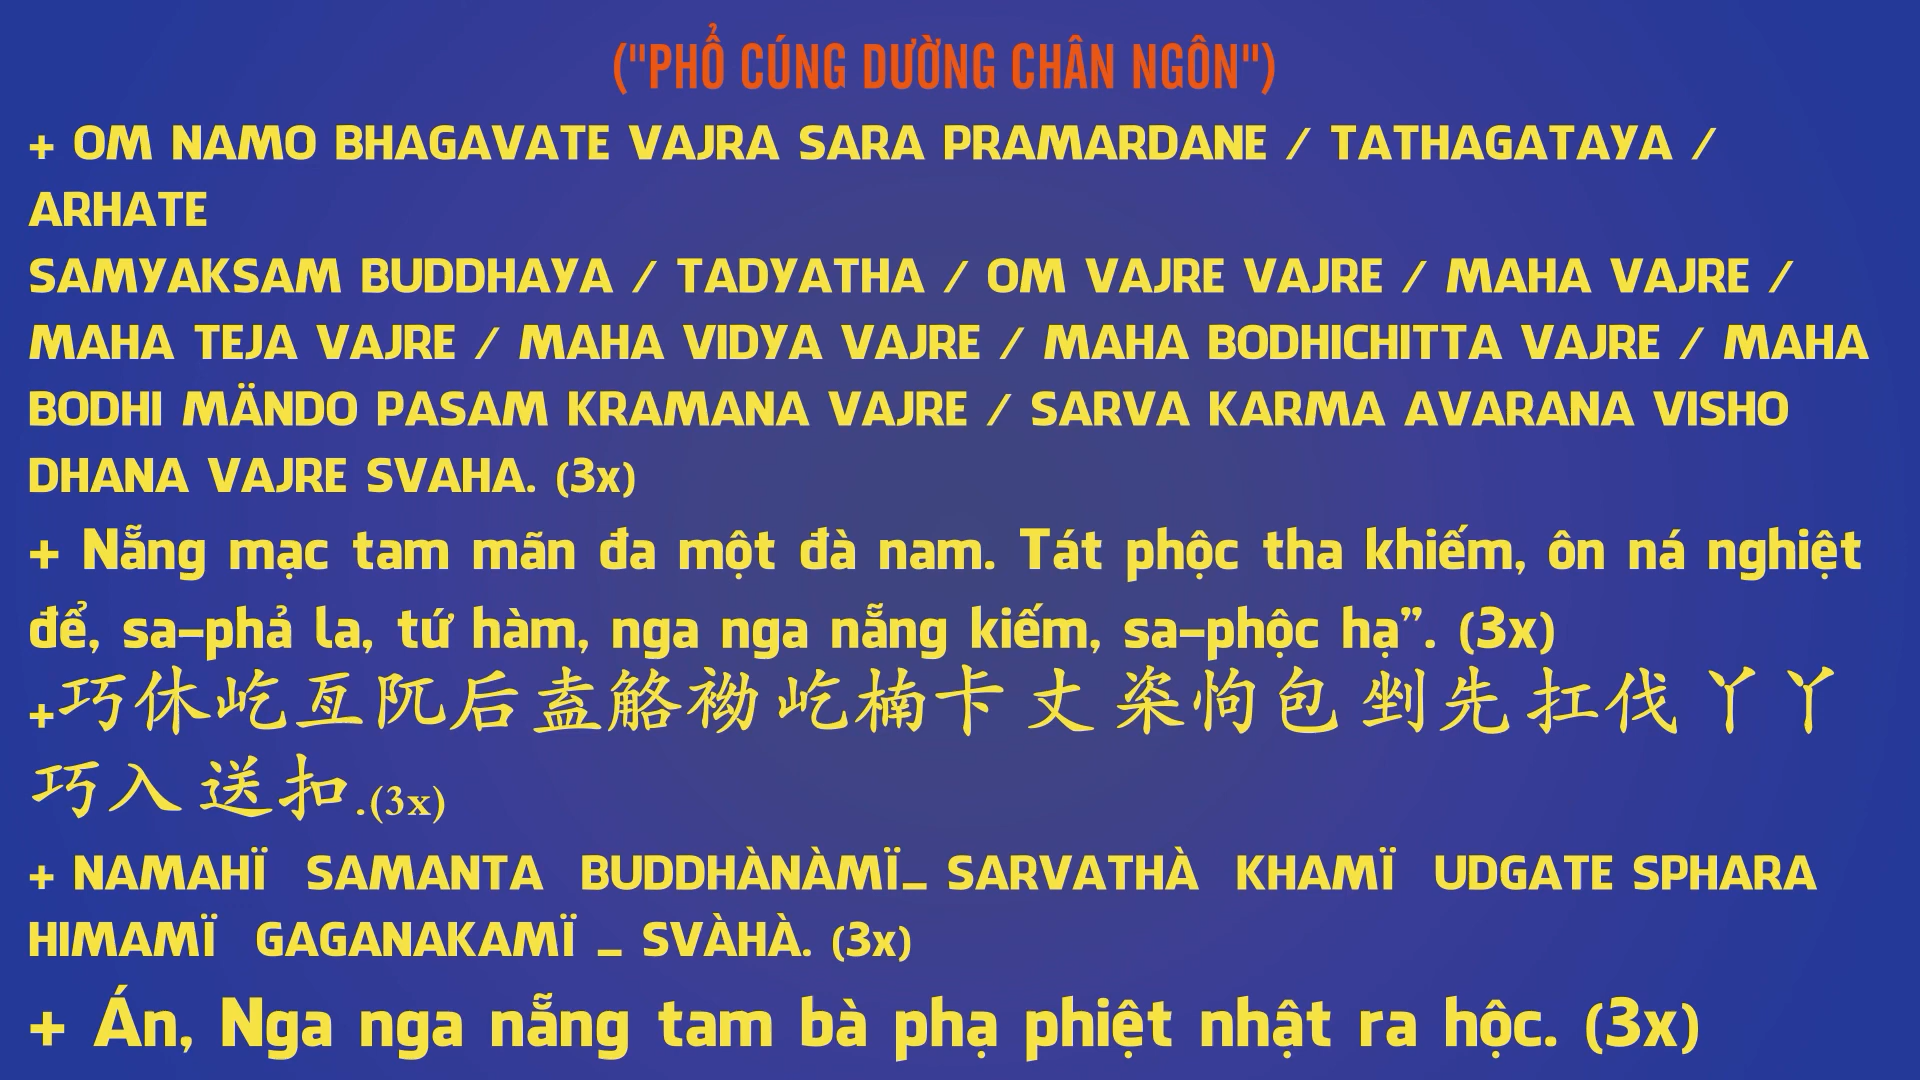 ("PHỔ CÚNG DƯỜNG CHÂN NGÔN")
+ OM NAMO BHAGAVATE VAJRA SARA PRAMARDANE / TATHAGATAYA /
ARHATE
SAMYAKSAM BUDDHAYA / TADYATHA / OM VAJRE VAJRE / MAHA VAJRE /
MAHA TEJA VAJRE / MAHA VIDYA VAJRE / MAHA BODHICHITTA VAJRE / MAHA
BODHI MÄNDO PASAM KRAMANA VAJRE / SARVA KARMA AVARANA VISHO
DHANA VAJRE SVAHA. (3x)
+ Nẵng mạc tam mãn đa một đà nam. Tát phộc tha khiếm, ôn ná nghiệt
để, sa-phả la, tứ hàm, nga nga nẵng kiếm, sa-phộc hạ”. (3x)
+巧休屹亙阢后盍觡袎屹楠卡 丈 粢怐包 剉先扛伐 丫丫
巧入 送扣.(3x)
+ NAMAHÏ SAMANTA BUDDHÀNÀMÏ_ SARVATHÀ KHAMÏ UDGATE SPHARA
HIMAMÏ GAGANAKAMÏ _ SVÀHÀ. (3x)
+ Án, Nga nga nẵng tam bà phạ phiệt nhật ra hộc. (3x)